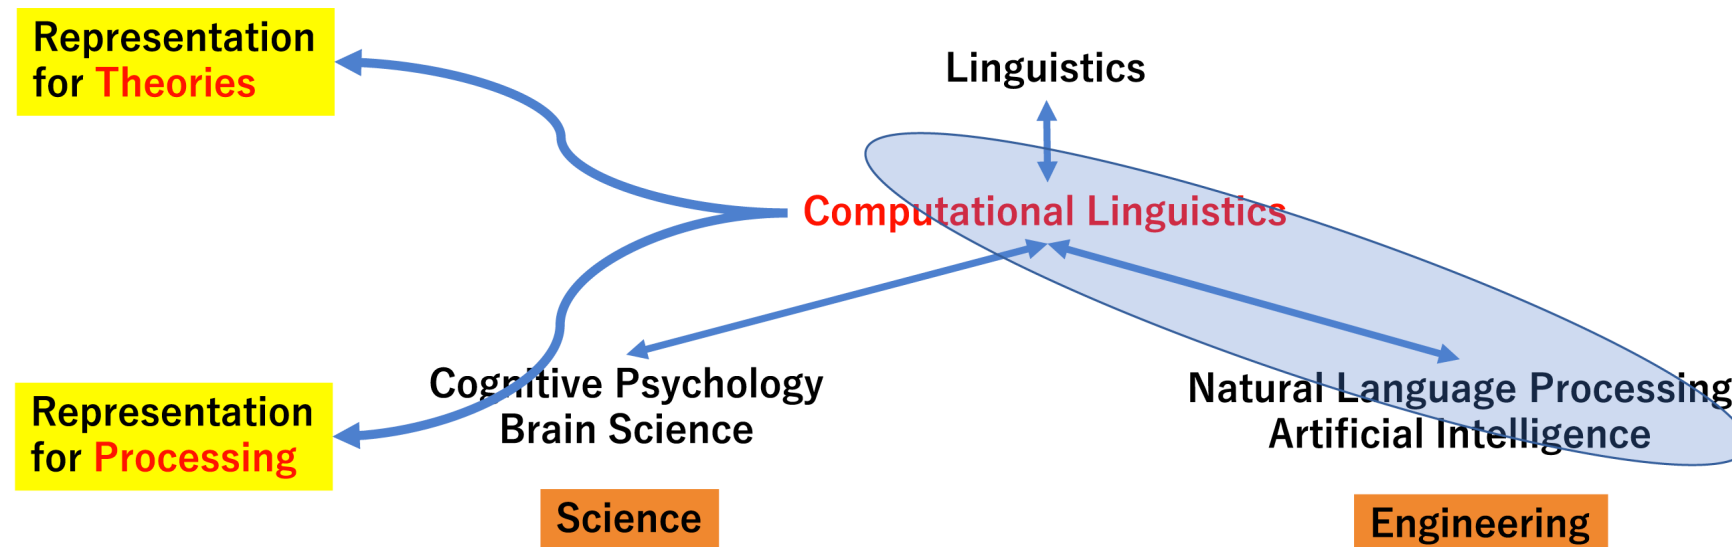 Representation
for Theories
Linguistics
Computational Linguistics
Cognitive Psychology
Brain Science
Natural Language Processing
Artificial Intelligence
Representation
for Processing
Science
Engineering